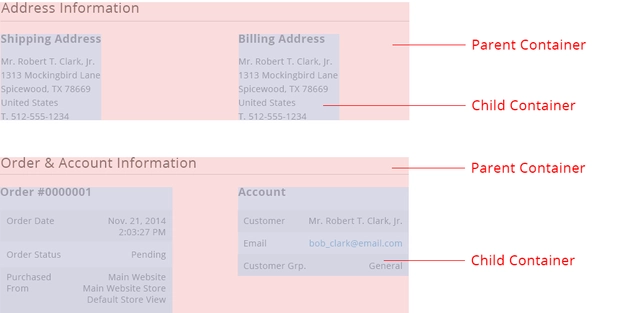 Address Information
Shipping Address
Mr. Robert T. Clark, Jr.
1313 Mockingbird Lane
Spicewood, TX 78669
United States
T. 512-555-1234
Billing Address
Mr. Robert T. Clark, Jr.
1313 Mockingbird Lane
Spicewood, TX 78669
United States
T. 512-555-1234
Parent Container
Child Container
Order & Account Information
Order #0000001
Order Date Nov. 21, 2014
2:03:27 PM
Order Status Pending
Purchased Main Website
From Main Website Store
Default Store View
Account
Customer Mr. Robert T. Clark, Jr.
Email bob_clark@email.com
Customer Grp. General
Parent Container
Child Container